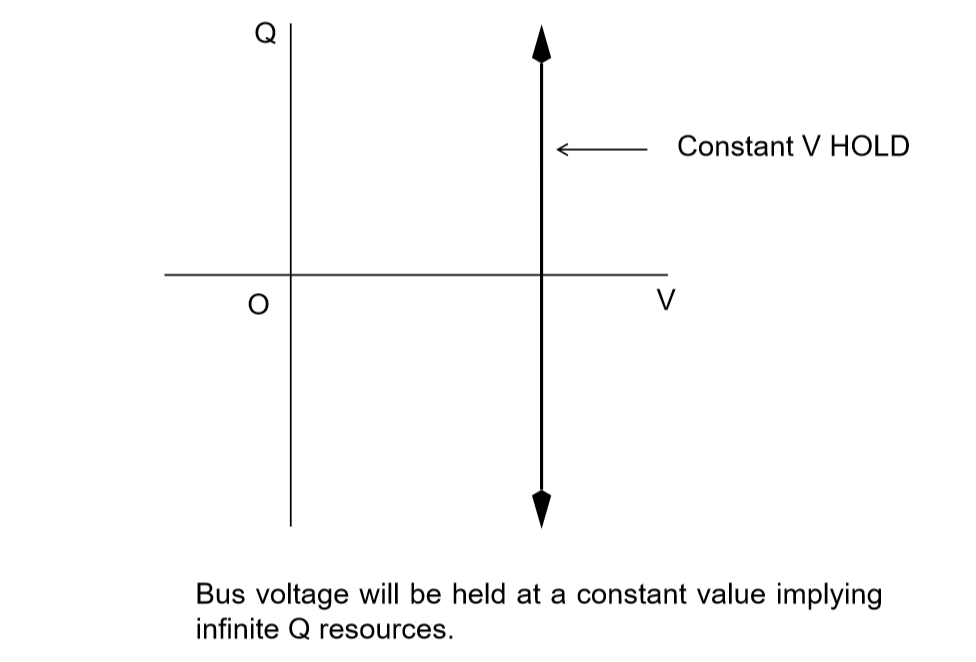 Q
Constant V HOLD
O
V
Bus voltage will be held at a constant value implying
infinite Q resources.